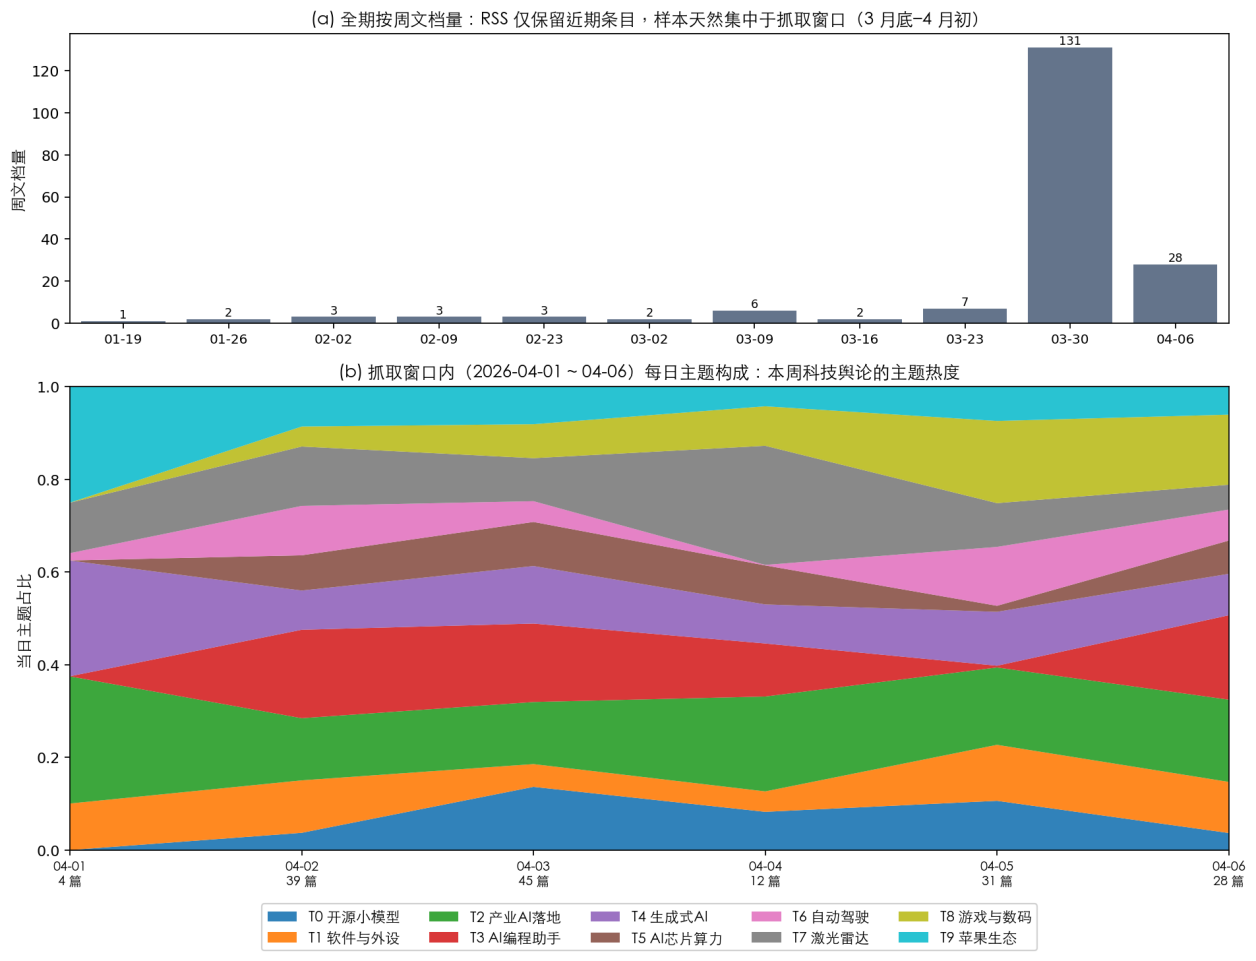 (a) 全期按周文档量：RSS 仅保留近期条目，样本天然集中于抓取窗口（3 月底–4 月初）
周文档量
120
100
80
60
40
20
0
1
2
3
3
3
2
6
2
7
131
28
01-19
01-26
02-02
02-09
02-23
03-02
03-09
03-16
03-23
03-30
04-06
(b) 抓取窗口内（2026-04-01 ~ 04-06）每日主题构成：本周科技舆论的主题热度
当日主题占比
1.0
0.8
0.6
0.4
0.2
0.0
04-01
4 篇
04-02
39 篇
04-03
45 篇
04-04
12 篇
04-05
31 篇
04-06
28 篇
T0 开源小模型
T2 产业AI落地
T4 生成式AI
T6 自动驾驶
T8 游戏与数码
T1 软件与外设
T3 AI编程助手
T5 AI芯片算力
T7 激光雷达
T9 苹果生态